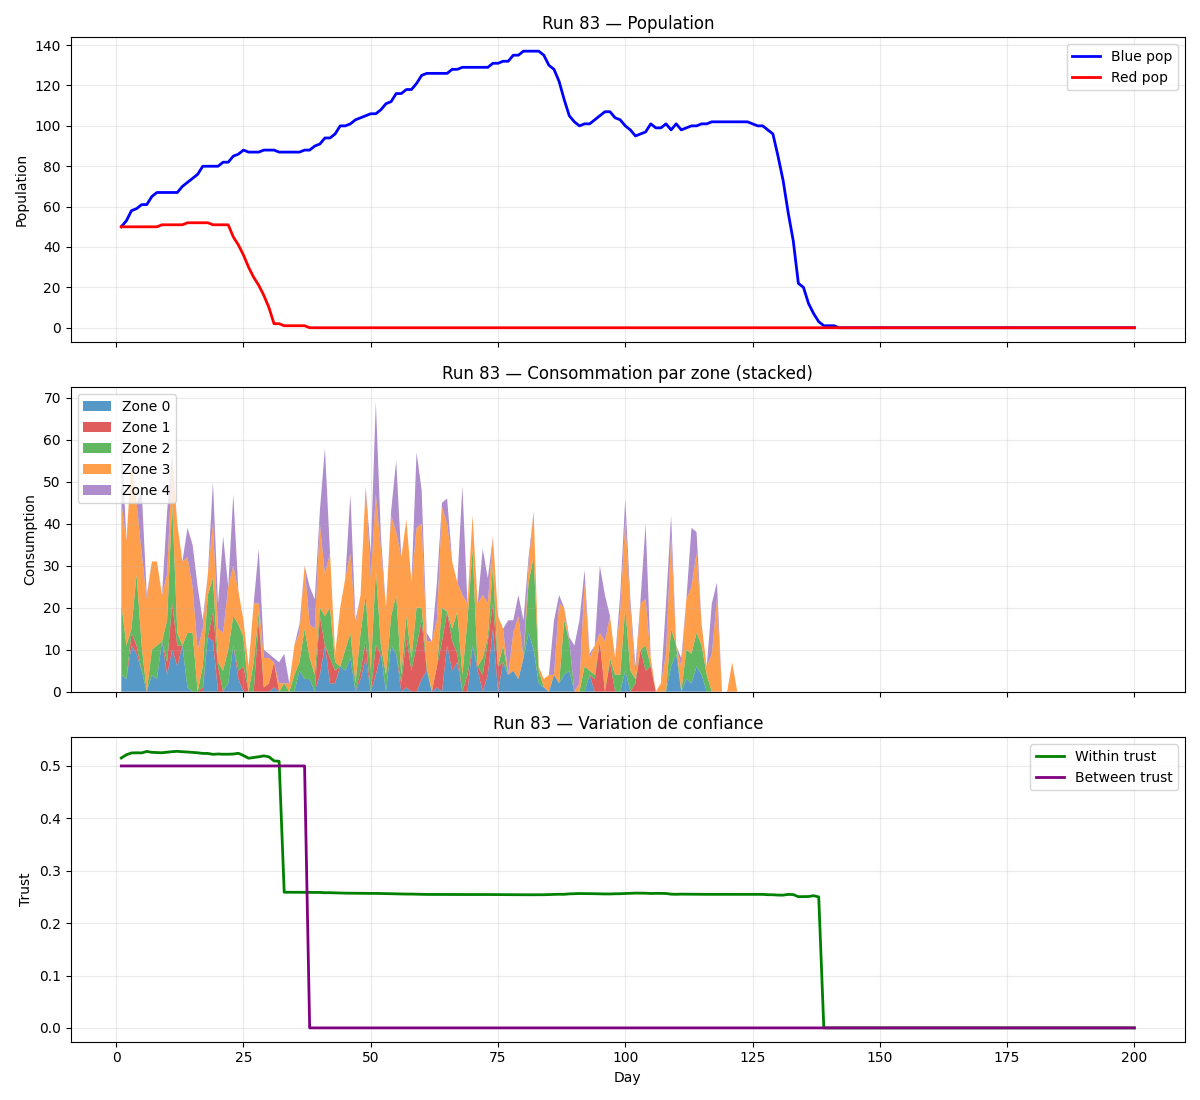 Run 83 — Population
Population
140
120
100
80
60
40
20
0
Blue pop
Red pop
Run 83 — Consommation par zone (stacked)
Consumption
70
60
50
40
30
20
10
0
Zone 0
Zone 1
Zone 2
Zone 3
Zone 4
Run 83 — Variation de confiance
Trust
0.5
0.4
0.3
0.2
0.1
0.0
Within trust
Between trust
0 25 50 75 100 125 150 175 200
Day